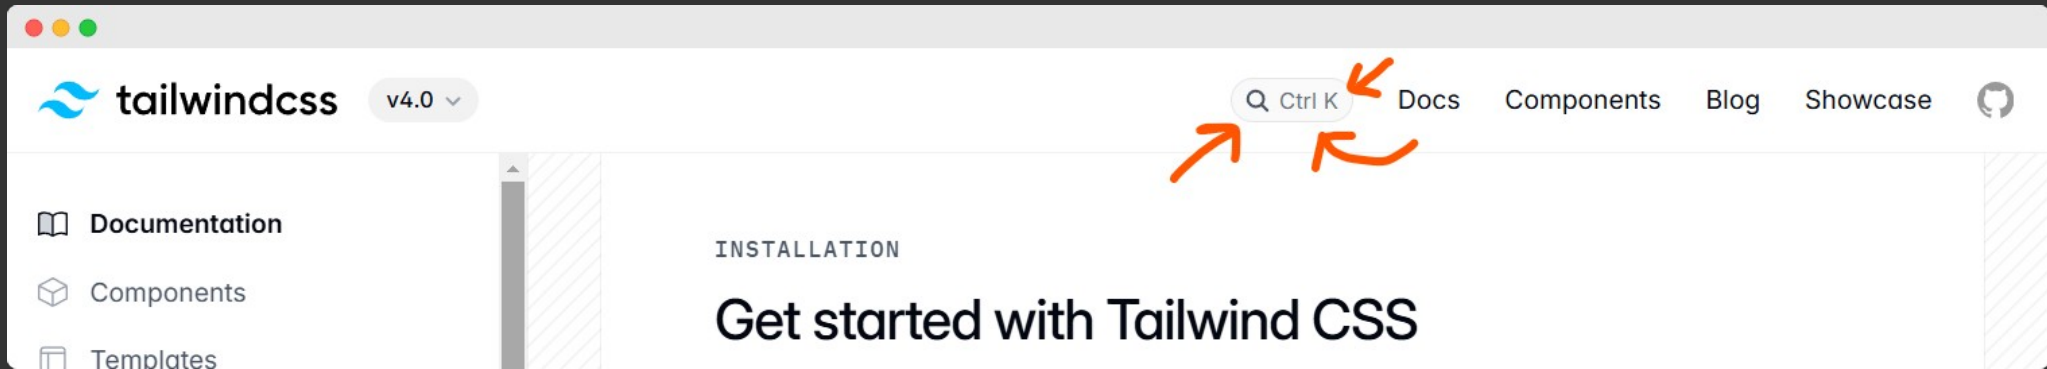 tailwindcss v4.0 Ctrl K Docs Components Blog Showcase
Documentation
Components
Templates
INSTALLATION
Get started with Tailwind CSS